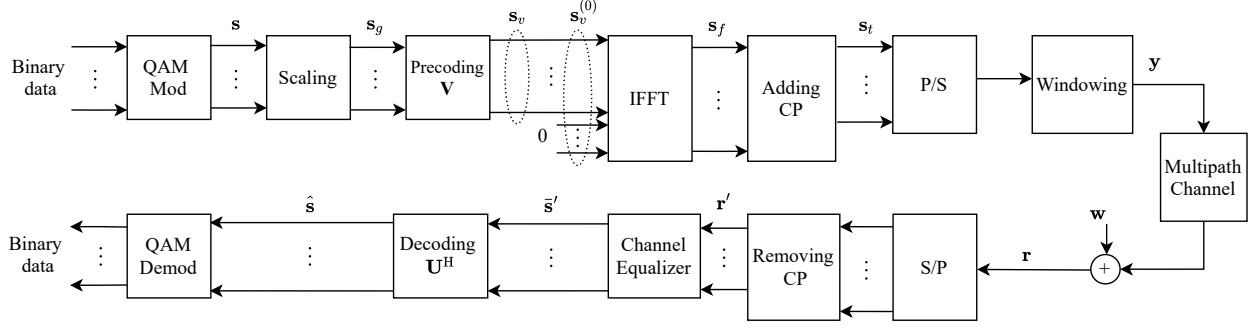 Binary
data
QAM
Mod
𝐬
Scaling
𝐬_g
Precoding
𝐕
𝐬_v
𝐬_v^{(0)}
0
IFFT
𝐬_f
Adding
CP
𝐬_t
P/S
Windowing
𝐲
Multipath
Channel
𝐰
+
𝐫
S/P
Removing
CP
𝐫′
Channel
Equalizer
𝐬̄′
Decoding
𝐔^H
𝐬̂
QAM
Demod
Binary
data